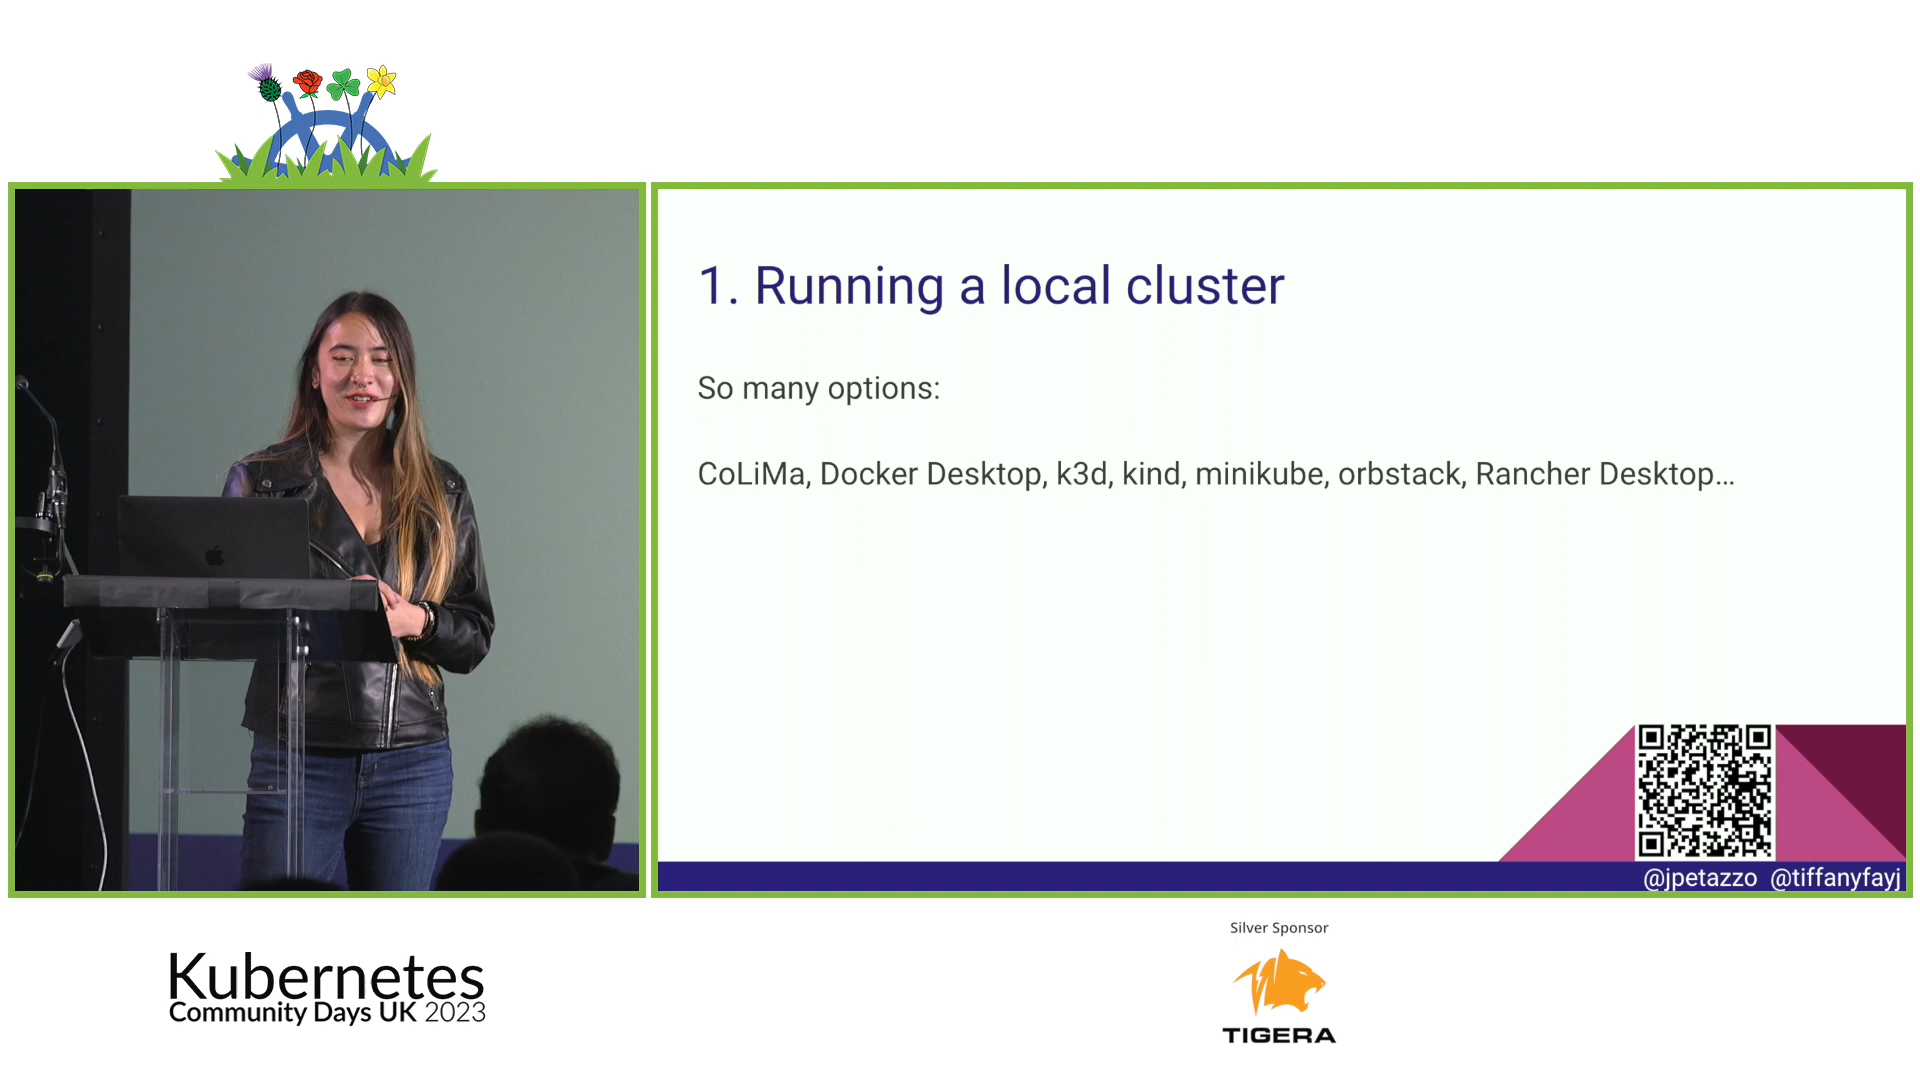 1. Running a local cluster
So many options:
CoLiMa, Docker Desktop, k3d, kind, minikube, orbstack, Rancher Desktop...
@jpetazzo @tiffanyfayj
Kubernetes
Community Days UK 2023
Silver Sponsor
TIGERA